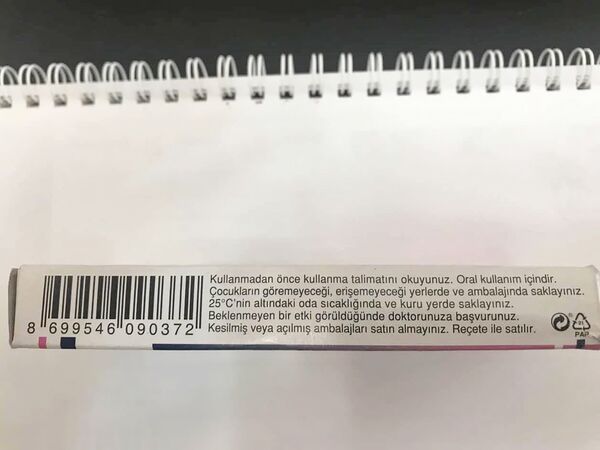 Kullanmadan önce kullanma talimatını okuyunuz. Oral kullanım içindir.
Çocukların göremeyeceği, erişemeyeceği yerlerde ve ambalajında saklayınız.
25°C'nin altındaki oda sıcaklığında ve kuru yerde saklayınız.
Beklenmeyen bir etki görüldüğünde doktorunuza başvurunuz.
Kesilmiş veya açılmış ambalajları satın almayınız. Reçete ile satılır.
8 699546 090372
PAP